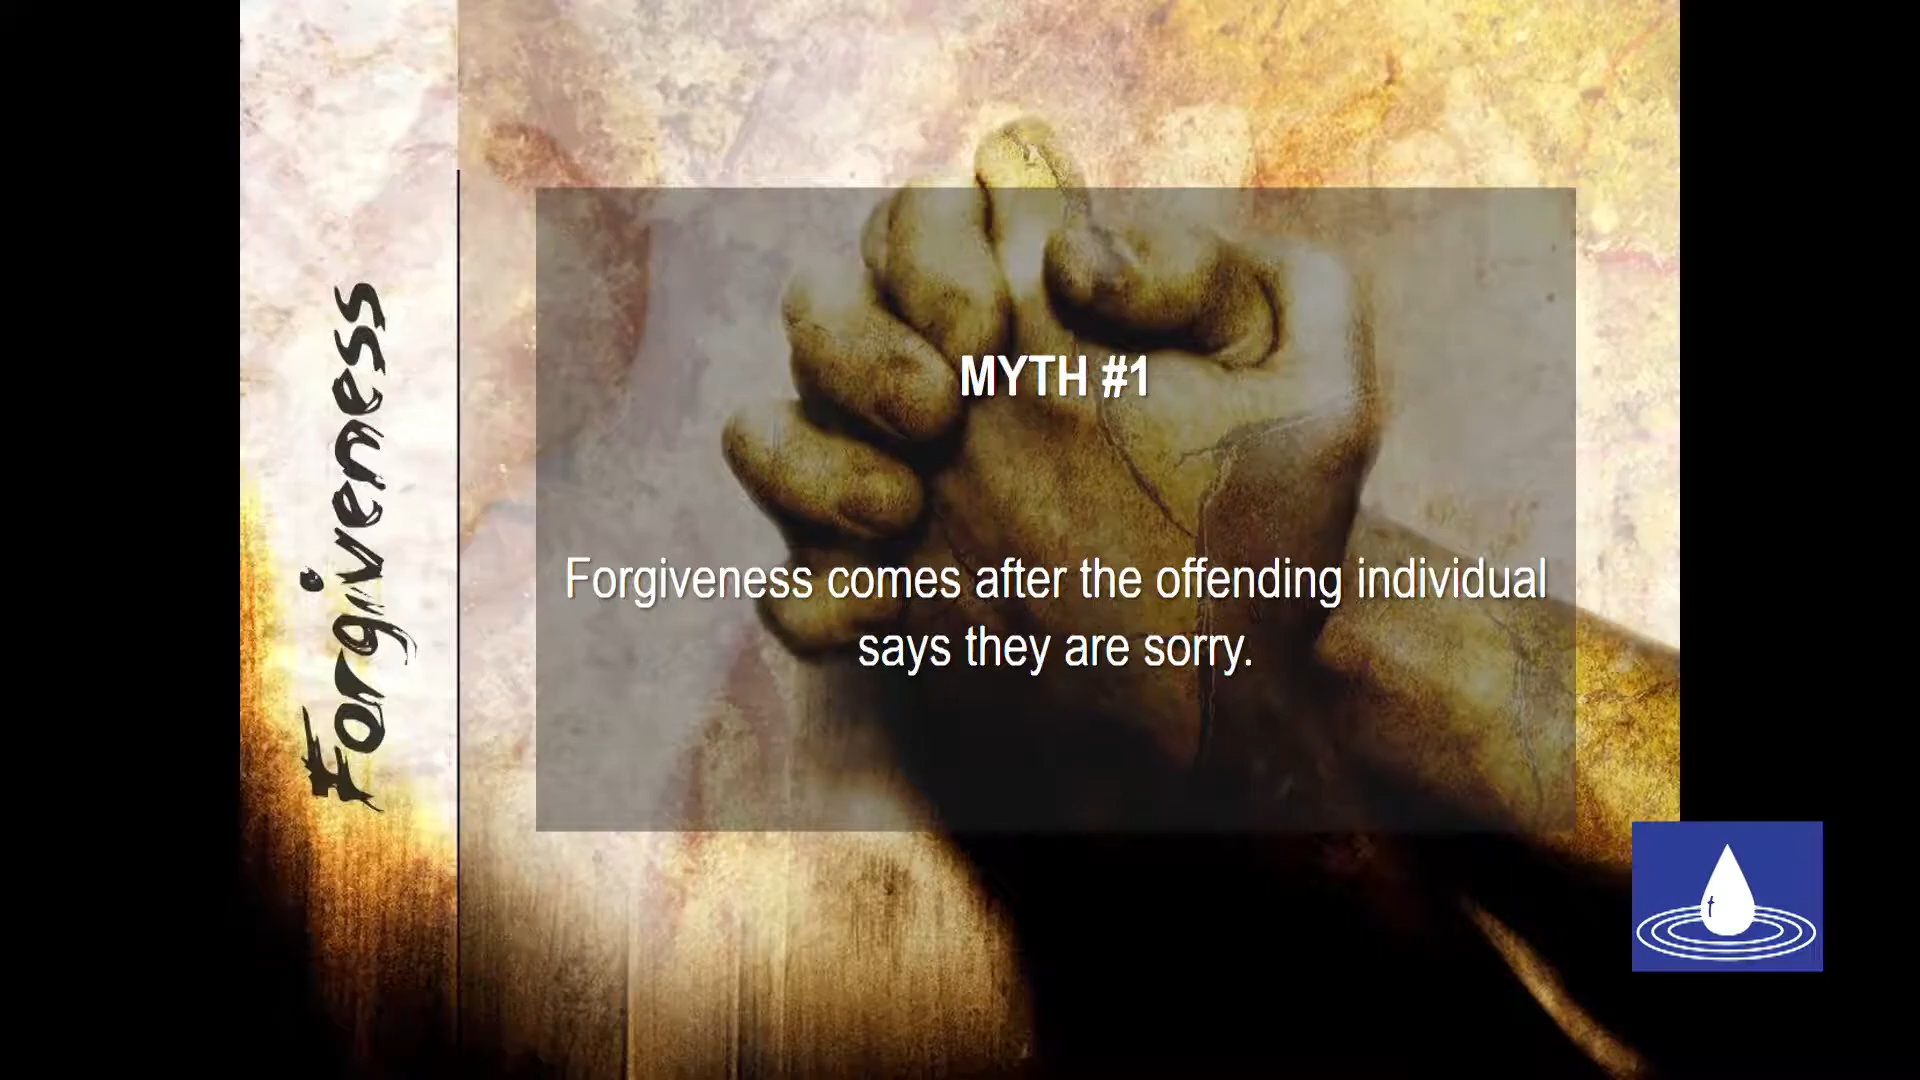 Forgiveness
MYTH #1
Forgiveness comes after the offending individual
says they are sorry.
t